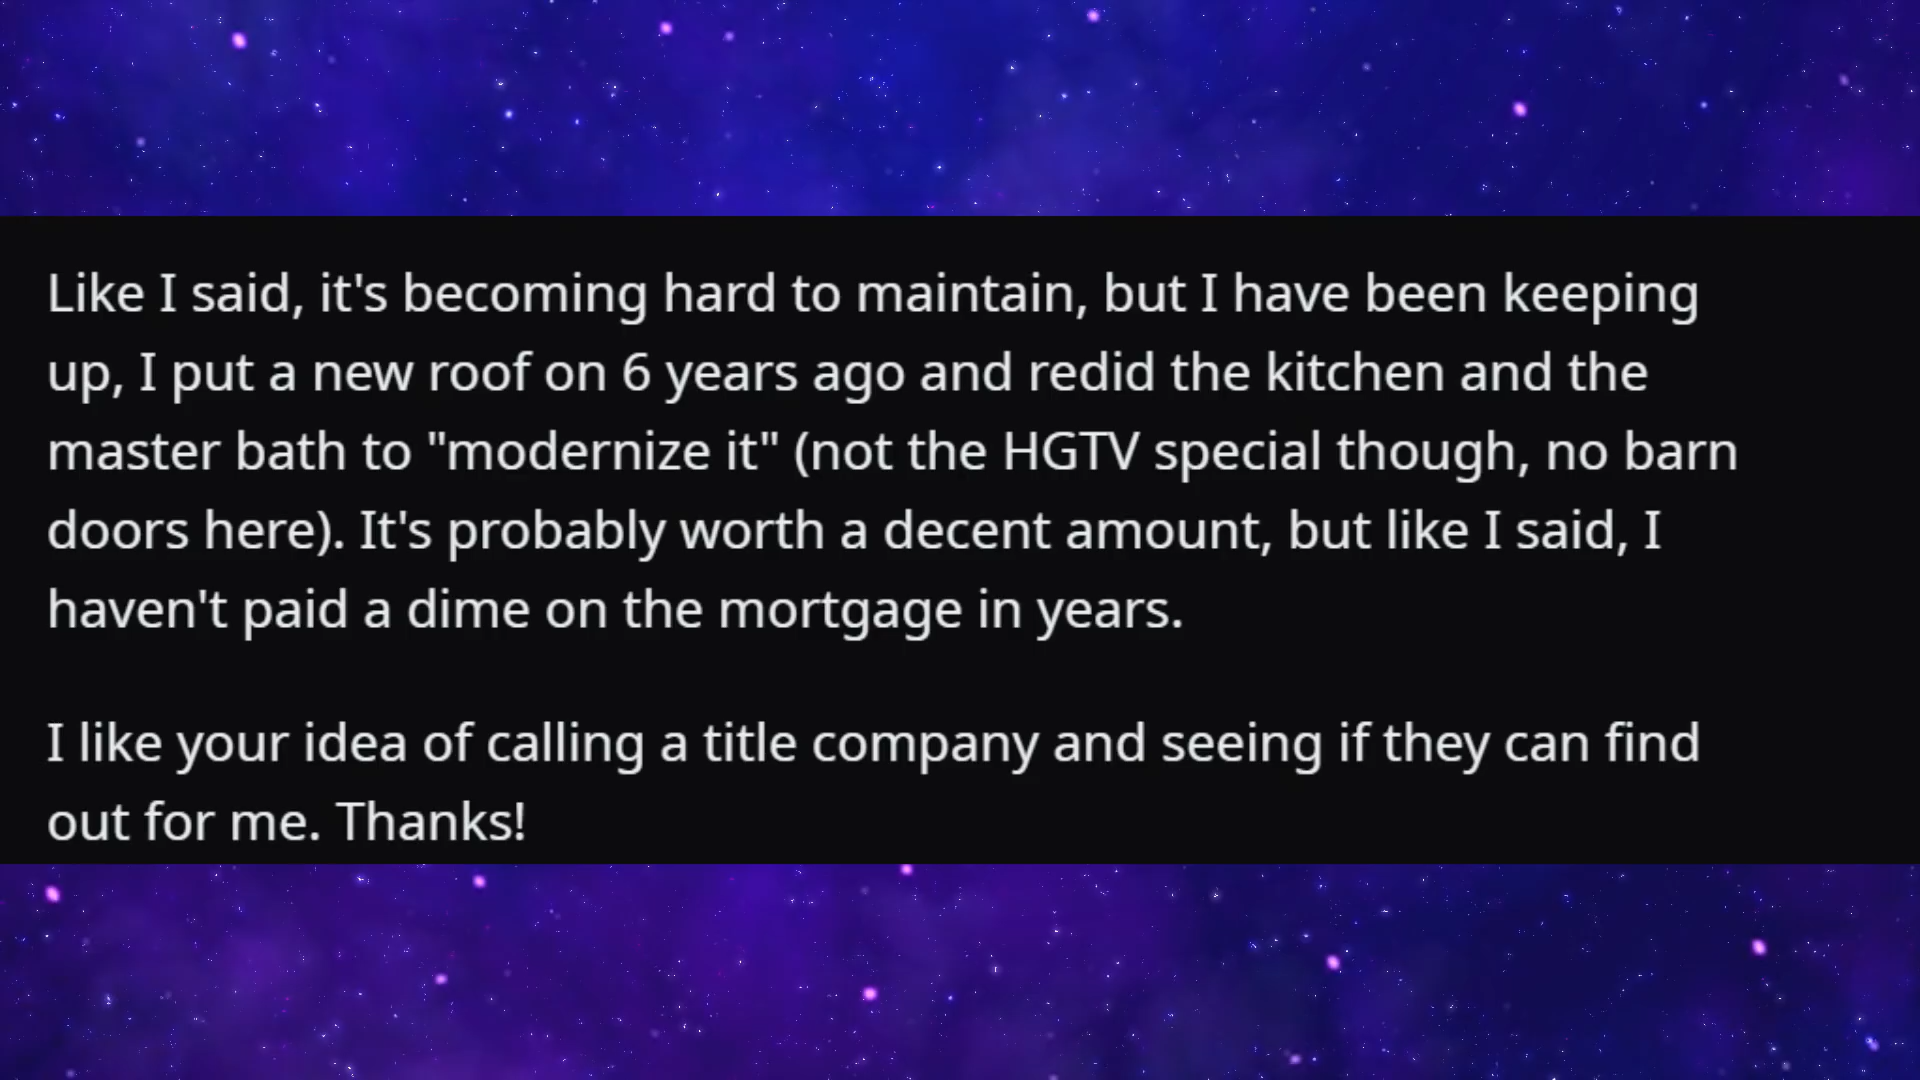 Like I said, it's becoming hard to maintain, but I have been keeping
up, I put a new roof on 6 years ago and redid the kitchen and the
master bath to "modernize it" (not the HGTV special though, no barn
doors here). It's probably worth a decent amount, but like I said, I
haven't paid a dime on the mortgage in years.
I like your idea of calling a title company and seeing if they can find
out for me. Thanks!